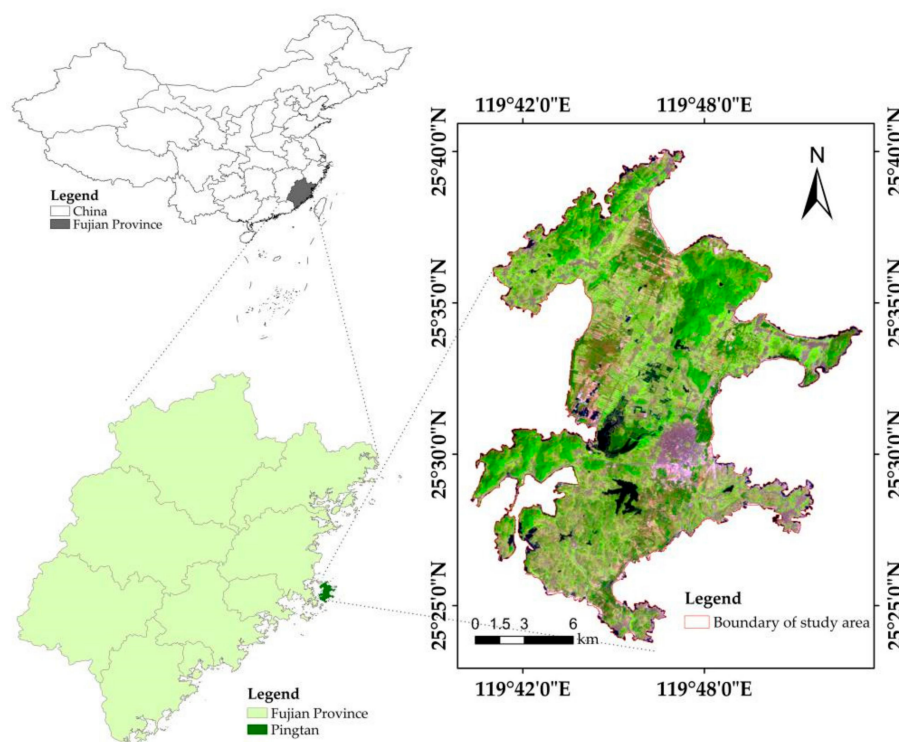 Legend
China
Fujian Province
Legend
Fujian Province
Pingtan
119°42'0"E 119°48'0"E
25°40'0"N 25°40'0"N
N
25°35'0"N 25°35'0"N
25°30'0"N 25°30'0"N
25°25'0"N 25°25'0"N
0 1.5 3 6
km
Legend
Boundary of study area
119°42'0"E 119°48'0"E